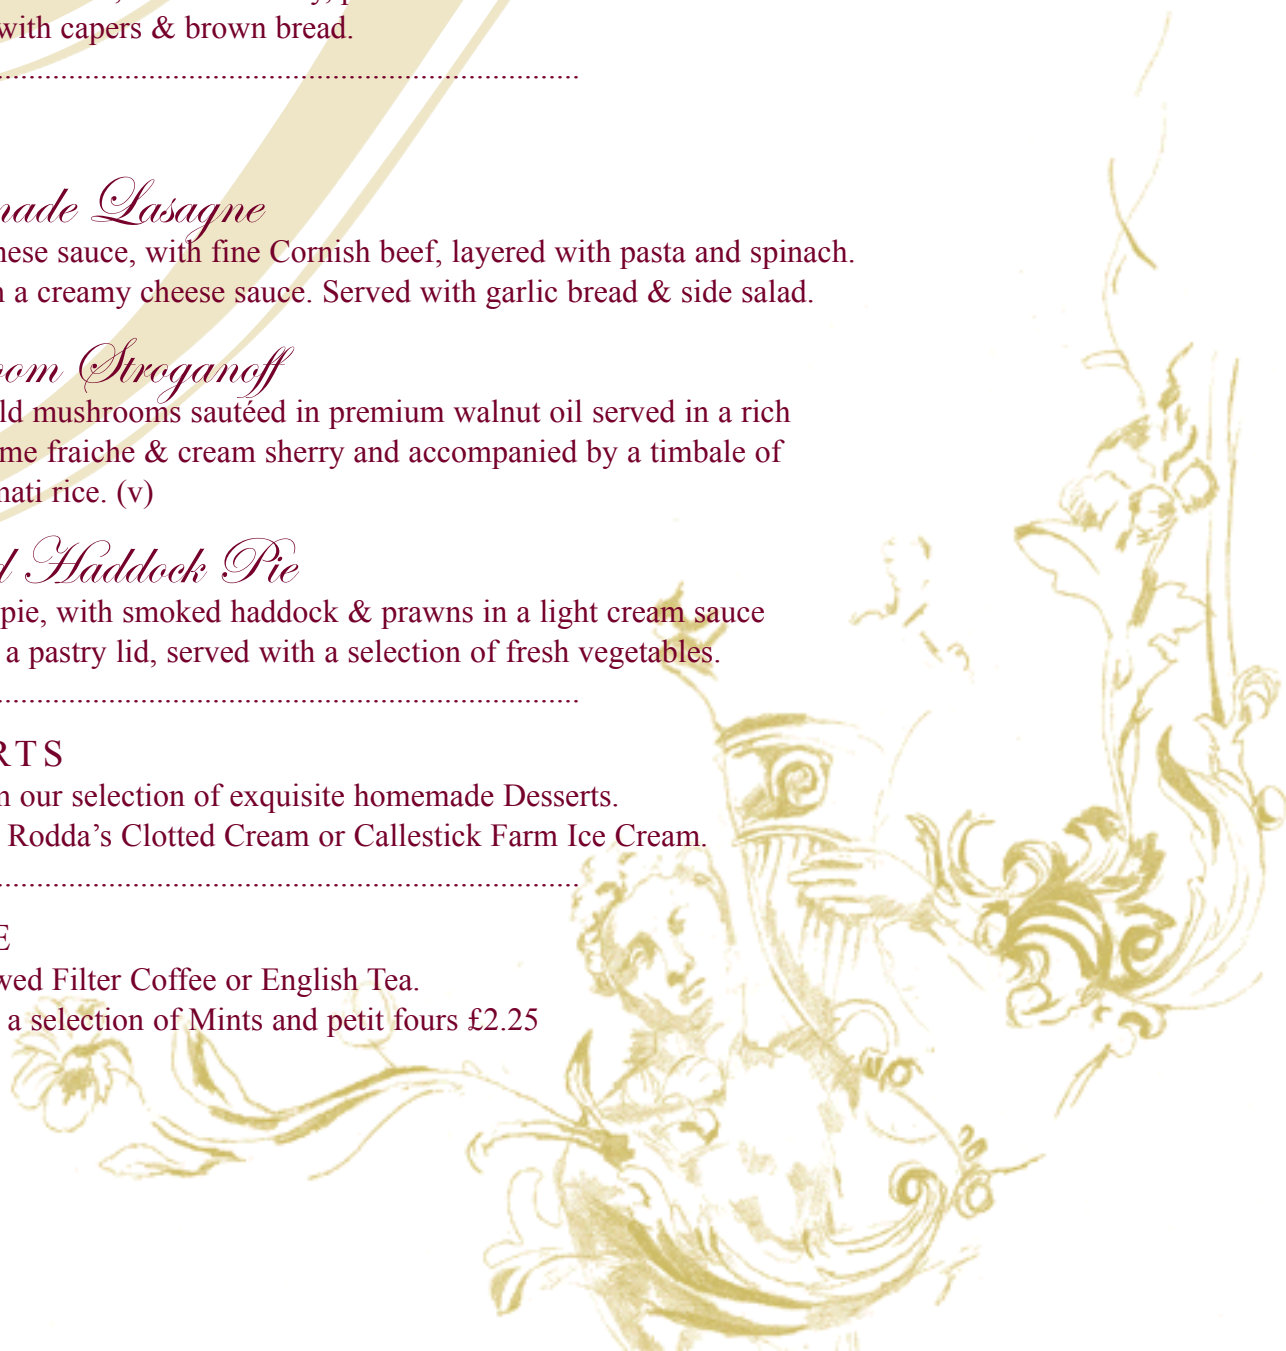 with capers & brown bread.
made Lasagne
nese sauce, with fine Cornish beef, layered with pasta and spinach.
a creamy cheese sauce. Served with garlic bread & side salad.
oom Stroganoff
ld mushrooms sautéed in premium walnut oil served in a rich
me fraiche & cream sherry and accompanied by a timbale of
mati rice. (v)
d Haddock Pie
pie, with smoked haddock & prawns in a light cream sauce
a pastry lid, served with a selection of fresh vegetables.
RTS
m our selection of exquisite homemade Desserts.
Rodda’s Clotted Cream or Callestick Farm Ice Cream.
E
wed Filter Coffee or English Tea.
a selection of Mints and petit fours £2.25